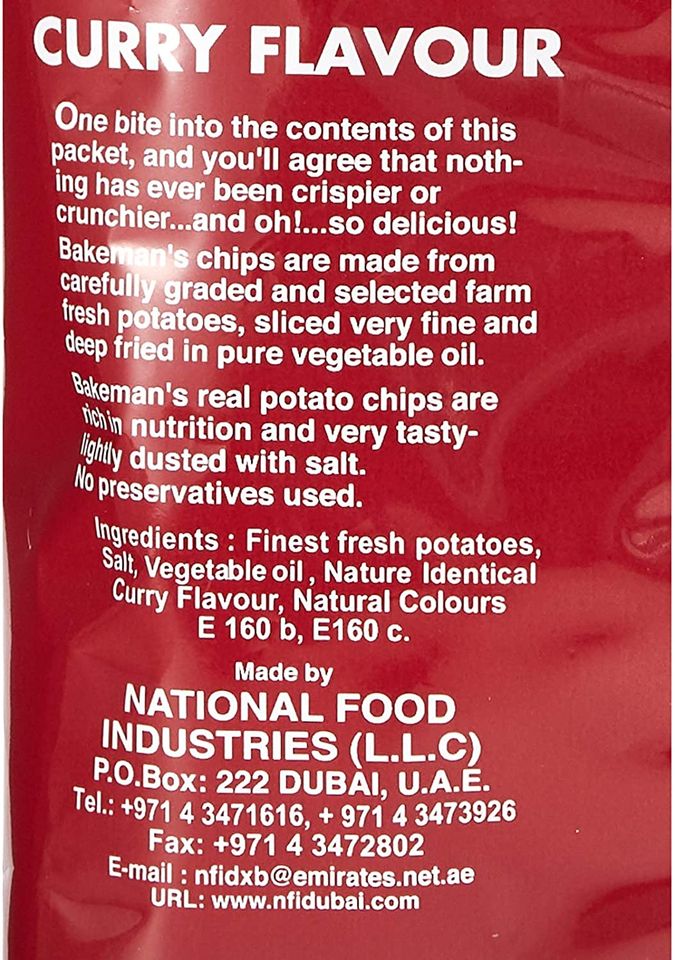 CURRY FLAVOUR
One bite into the contents of this
packet, and you'll agree that noth-
ing has ever been crispier or
crunchier...and oh!...so delicious!
Bakeman's chips are made from
carefully graded and selected farm
fresh potatoes, sliced very fine and
deep fried in pure vegetable oil.
Bakeman's real potato chips are
rich in nutrition and very tasty-
lightly dusted with salt.
No preservatives used.
Ingredients : Finest fresh potatoes,
Salt, Vegetable oil , Nature Identical
Curry Flavour, Natural Colours
E 160 b, E160 c.
Made by
NATIONAL FOOD
INDUSTRIES (L.L.C)
P.O.Box: 222 DUBAI, U.A.E.
Tel.: +971 4 3471616, + 971 4 3473926
Fax: +971 4 3472802
E-mail : nfidxb@emirates.net.ae
URL: www.nfidubai.com